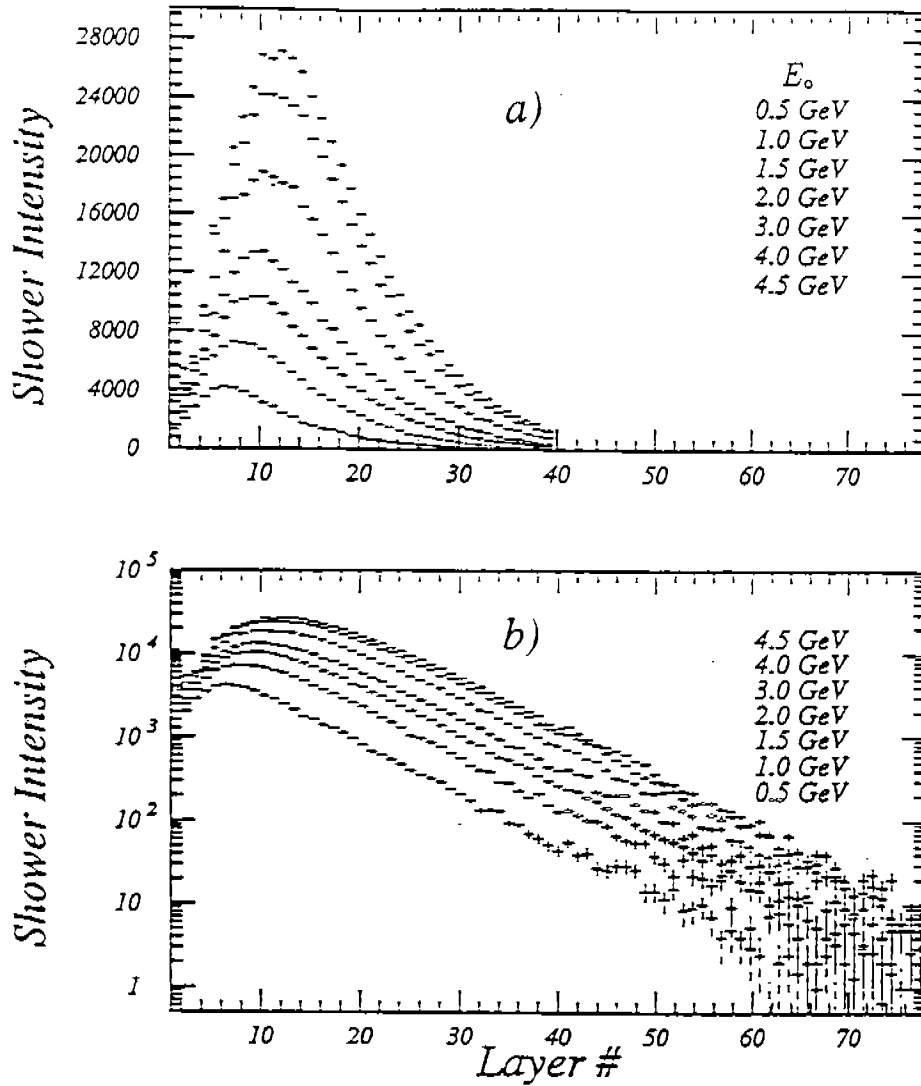 28000
24000
20000
16000
12000
8000
4000
0
Shower Intensity
a)
E₀
0.5 GeV
1.0 GeV
1.5 GeV
2.0 GeV
3.0 GeV
4.0 GeV
4.5 GeV
10 20 30 40 50 60 70
10⁵
10⁴
10³
10²
10
1
Shower Intensity
b)
4.5 GeV
4.0 GeV
3.0 GeV
2.0 GeV
1.5 GeV
1.0 GeV
0.5 GeV
10 20 30 40 50 60 70
Layer #